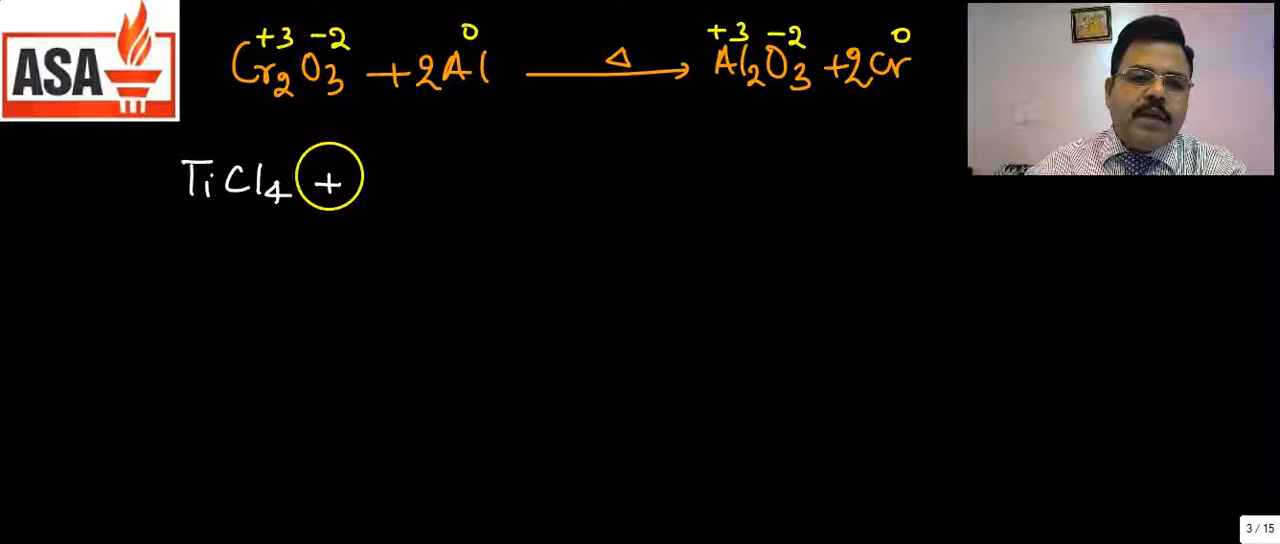 ASA
+3 -2 0 +3 -2 0
Cr₂O₃ + 2Al —Δ→ Al₂O₃ + 2Cr
TiCl₄ +
3 / 15